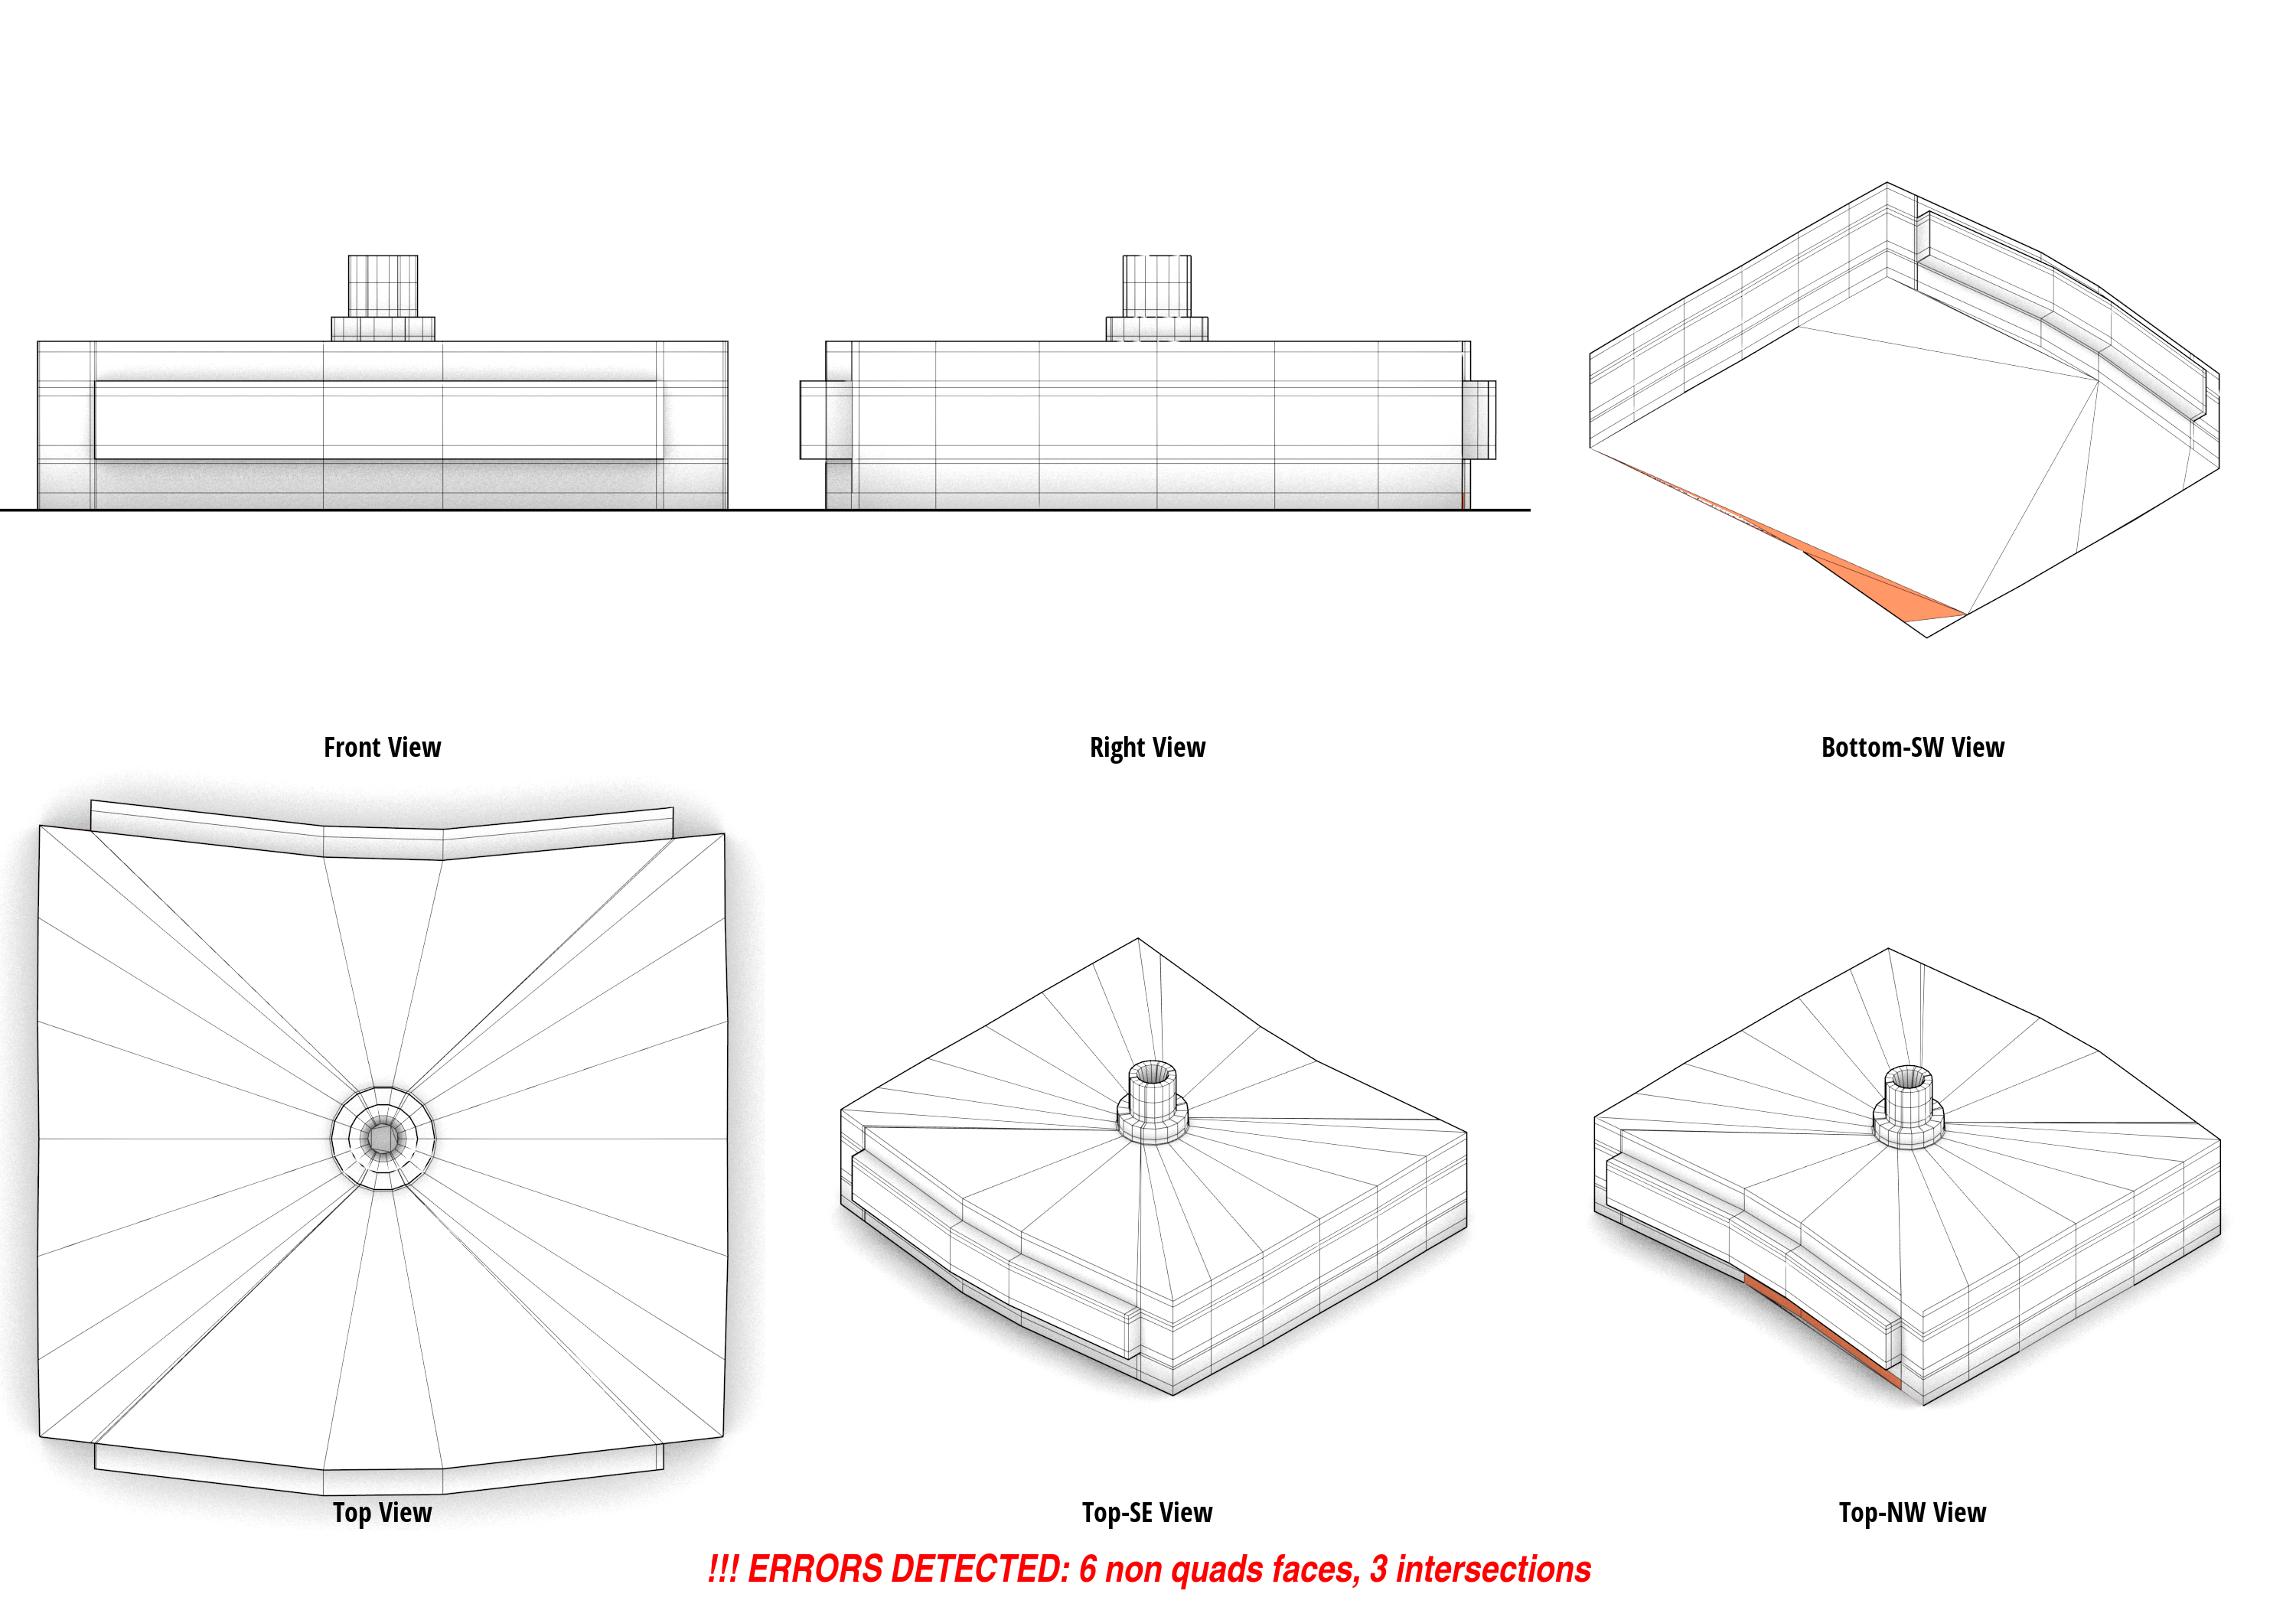 Front View
Right View
Bottom-SW View
Top View
Top-SE View
Top-NW View
!!! ERRORS DETECTED: 6 non quads faces, 3 intersections